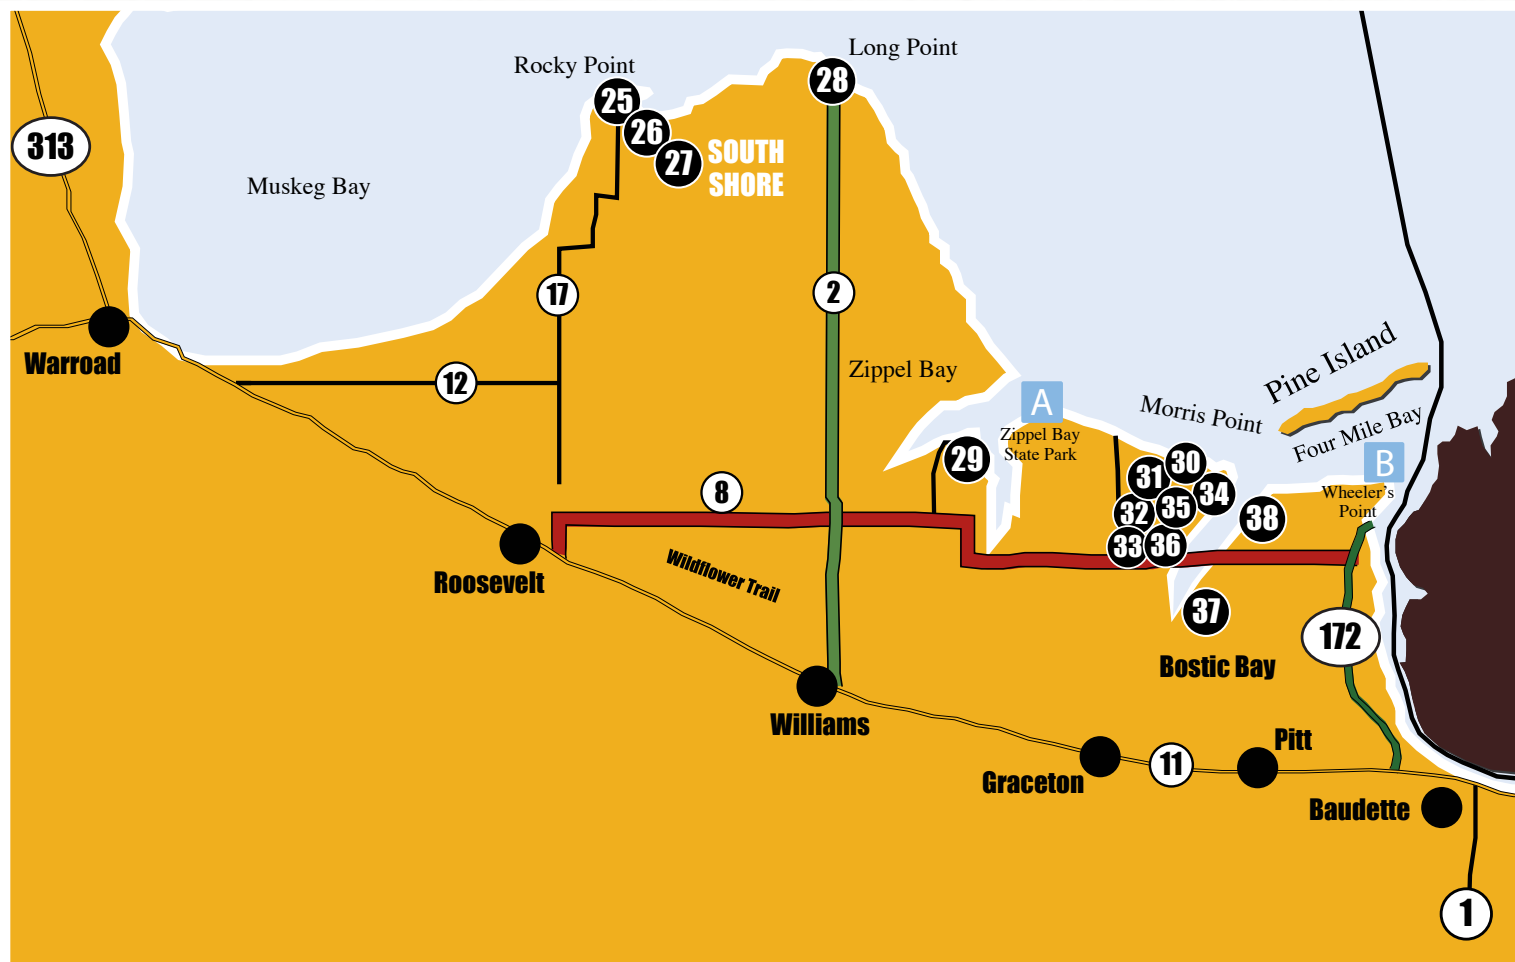 Long Point
Rocky Point
28
25
26
27
SOUTH
SHORE
313
Muskeg Bay
17
2
Warroad
12
Zippel Bay
Pine Island
A
Morris Point
Four Mile Bay
Zippel Bay
State Park
B
29
30
31
34
35
32
38
33
36
Wheeler's
Point
8
Roosevelt
Wildflower Trail
37
172
Bostic Bay
Williams
Pitt
11
Graceton
Baudette
1